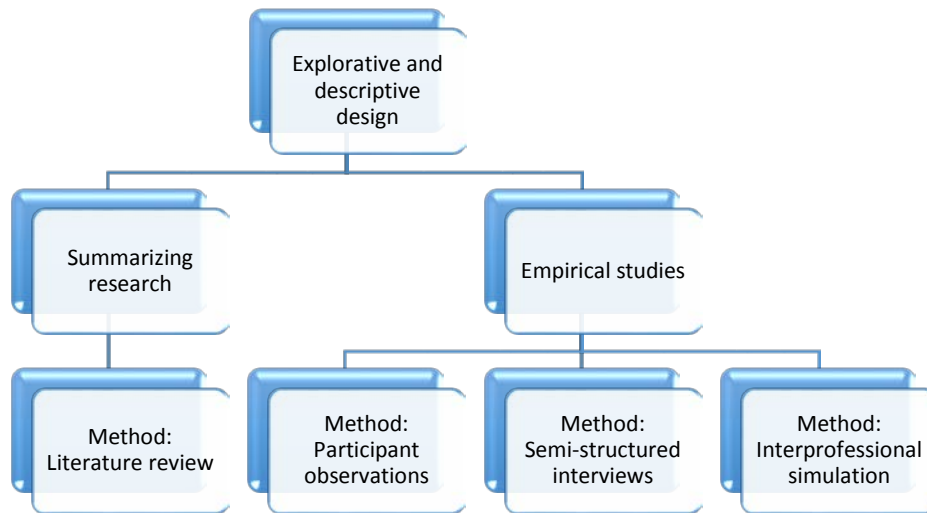 Explorative and
descriptive
design
Summarizing
research
Empirical studies
Method:
Literature review
Method:
Participant
observations
Method:
Semi-structured
interviews
Method:
Interprofessional
simulation